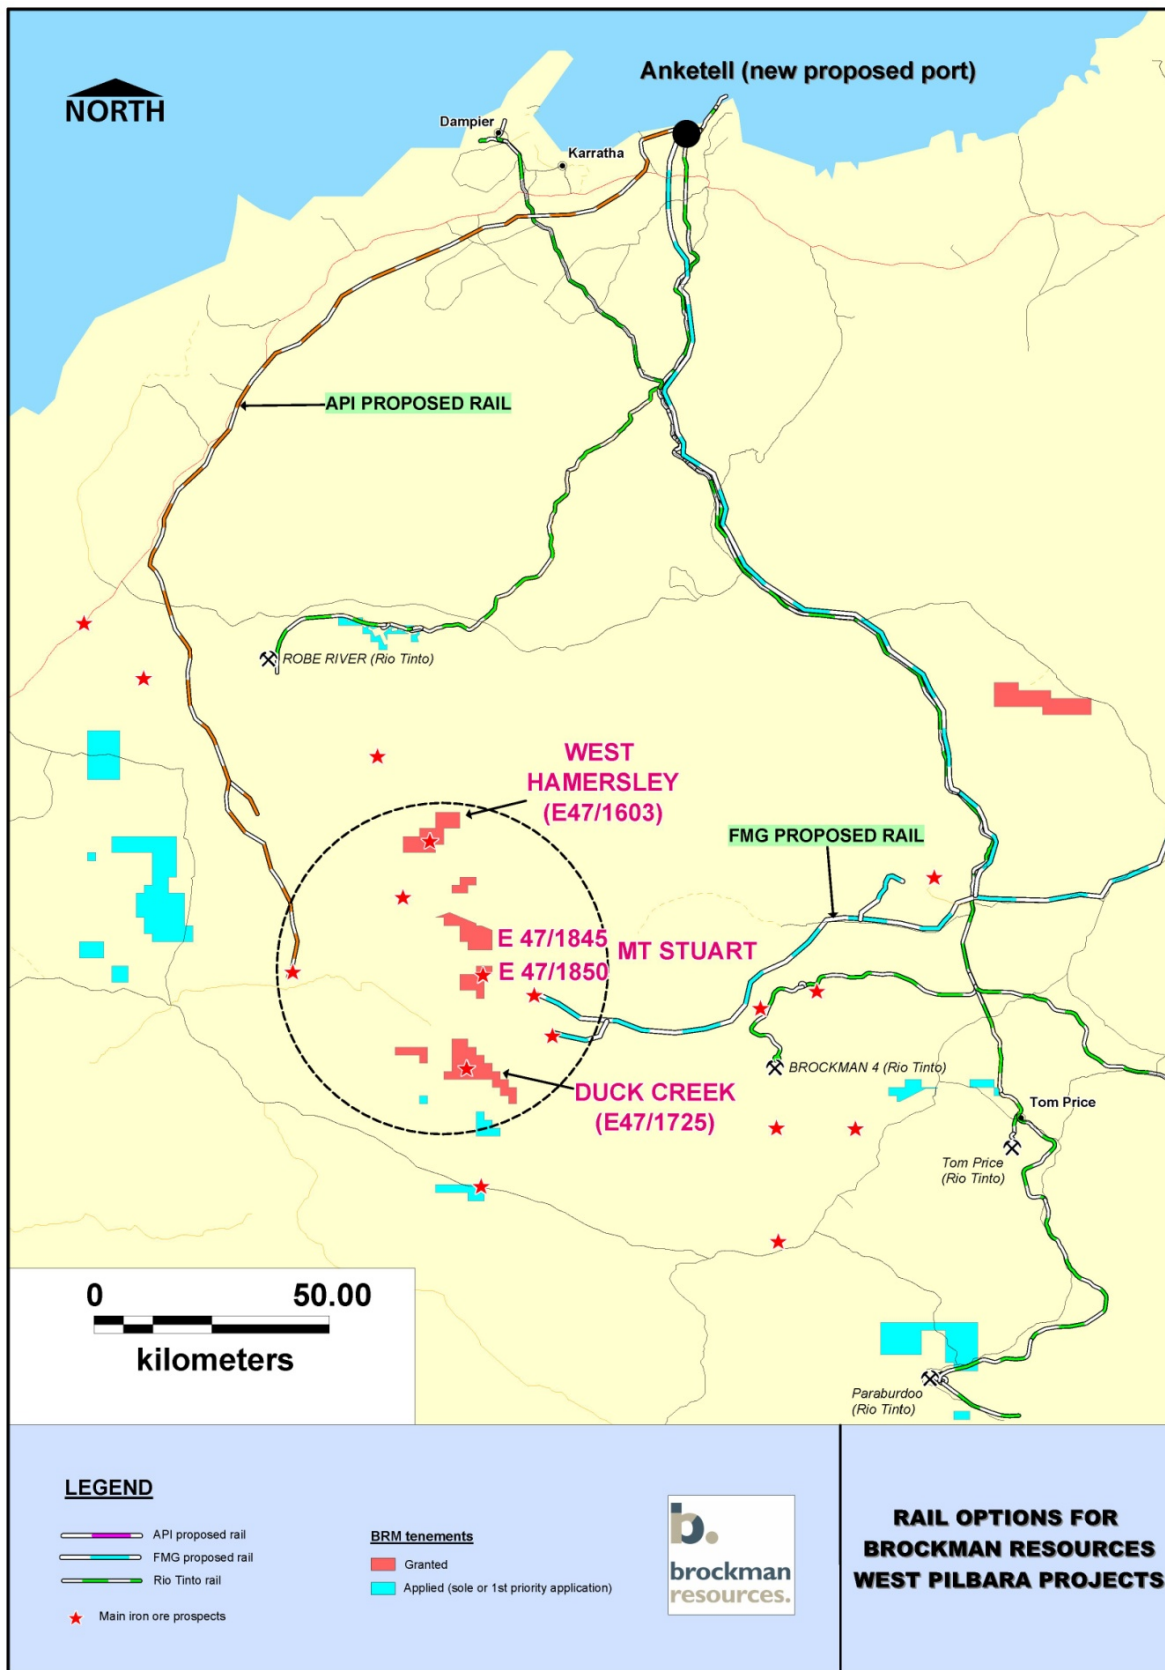 Anketell (new proposed port)
NORTH
Dampier
Karratha
API PROPOSED RAIL
ROBE RIVER (Rio Tinto)
WEST
HAMERSLEY
(E47/1603)
FMG PROPOSED RAIL
E 47/1845
MT STUART
E 47/1850
BROCKMAN 4 (Rio Tinto)
DUCK CREEK
(E47/1725)
Tom Price
Tom Price
(Rio Tinto)
0 50.00
kilometers
Paraburdoo
(Rio Tinto)
LEGEND
API proposed rail
FMG proposed rail
Rio Tinto rail
Main iron ore prospects
BRM tenements
Granted
Applied (sole or 1st priority application)
b.
brockman
resources.
RAIL OPTIONS FOR
BROCKMAN RESOURCES
WEST PILBARA PROJECTS